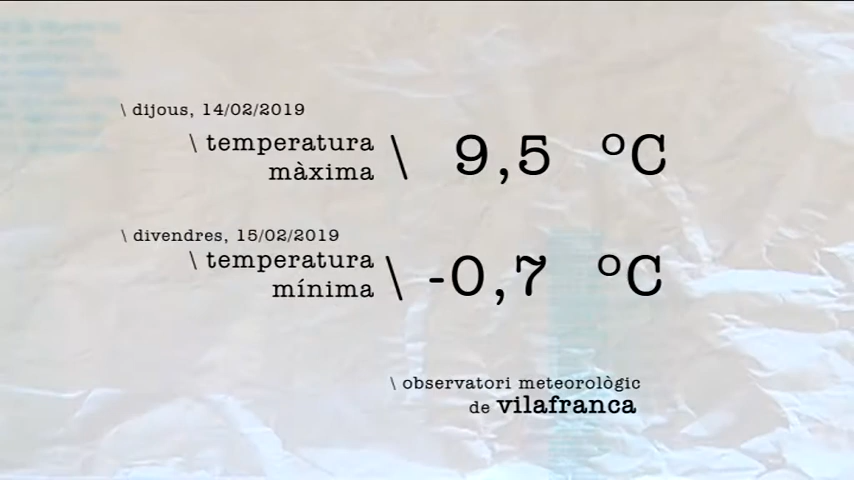 \ dijous, 14/02/2019
\ temperatura
màxima
\ 9,5 ºC
\ divendres, 15/02/2019
\ temperatura
mínima
\ -0,7 ºC
\ observatori meteorològic
de vilafranca